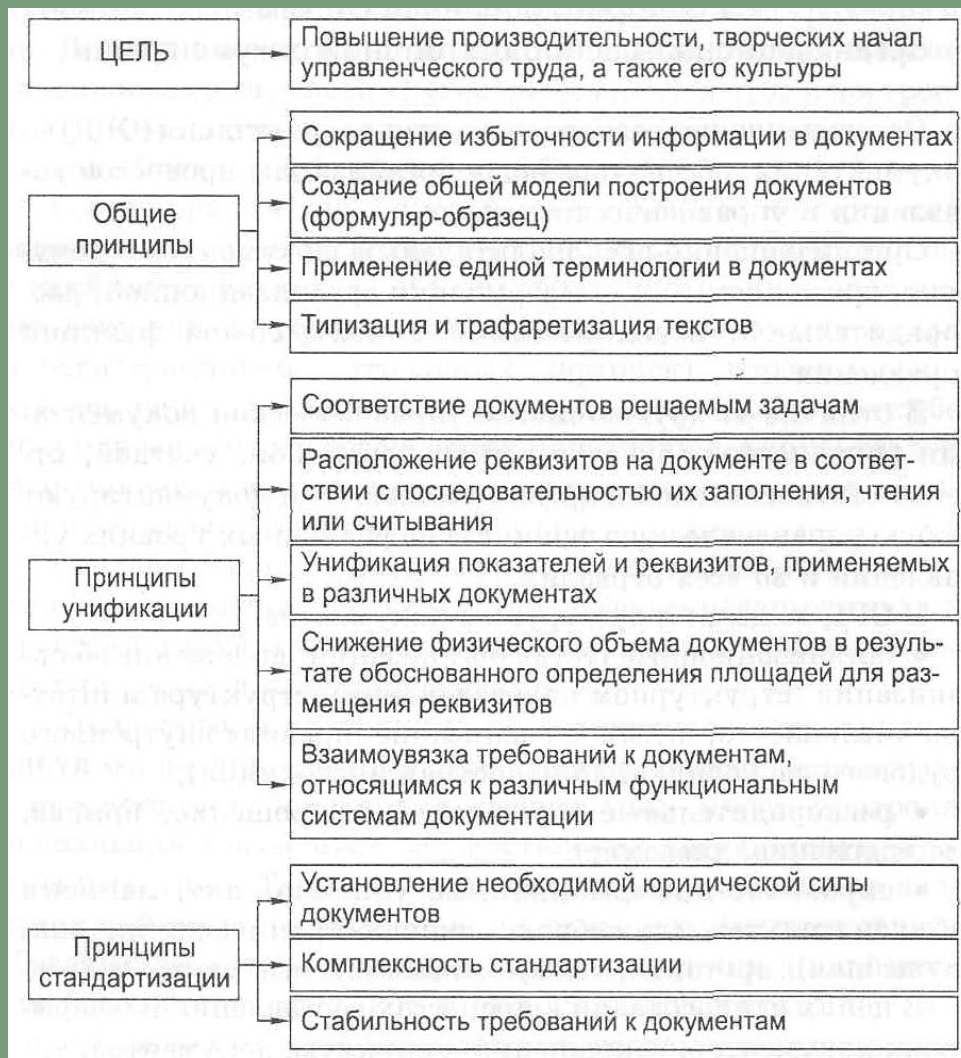 ЦЕЛЬ
Повышение производительности, творческих начал
управленческого труда, а также его культуры
Общие
принципы
Сокращение избыточности информации в документах
Создание общей модели построения документов
(формуляр-образец)
Применение единой терминологии в документах
Типизация и трафаретизация текстов
Принципы
унификации
Соответствие документов решаемым задачам
Расположение реквизитов на документе в соответ-
ствии с последовательностью их заполнения, чтения
или считывания
Унификация показателей и реквизитов, применяемых
в различных документах
Снижение физического объема документов в резуль-
тате обоснованного определения площадей для раз-
мещения реквизитов
Взаимоувязка требований к документам,
относящимся к различным функциональным
системам документации
Принципы
стандартизации
Установление необходимой юридической силы
документов
Комплексность стандартизации
Стабильность требований к документам